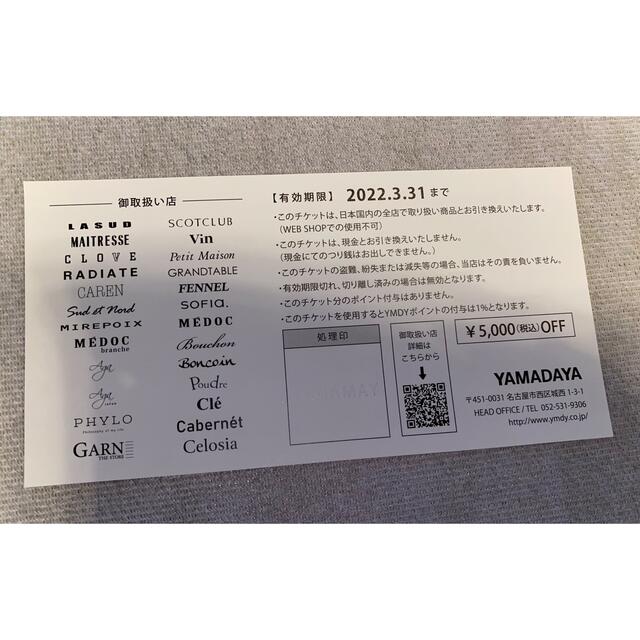 御取扱い店
LASUD
MAITRESSE
CLOVE
RADIATE
CAREN
Sud et Nord
MIREPOIX
MÉDOC
branche
Aga
Aga
JAPAN
PHYLO
Philosophy of my life
GARNI
THE STORE
SCOTCLUB
Vin
Petit Maison
GRANDTABLE
FENNEL
SOFIA.
MÉDOC
Bouchon
Boncoin
Poudre
Clé
Cabernét
Celosia
【有効期限】 2022.3.31 まで
・このチケットは、日本国内の全店で取り扱い商品とお引き換えいたします。
(WEB SHOPでの使用不可)
・このチケットは、現金とお引き換えいたしません。
(現金にてのつり銭はお出しできません。)
・このチケットの盗難、紛失または減失等の場合、当店はその責を負いません。
・有効期限切れ、切り離し済みの場合は無効となります。
・このチケット分のポイント付与はありません。
・このチケットを使用するとYMDYポイントの付与は1%となります。
処理印
御取扱い店
詳細は
こちらから
¥5,000(税込)OFF
YAMADAYA
〒451-0031 名古屋市西区城西 1-3-1
HEAD OFFICE / TEL 052-531-9306
http://www.ymdy.co.jp/